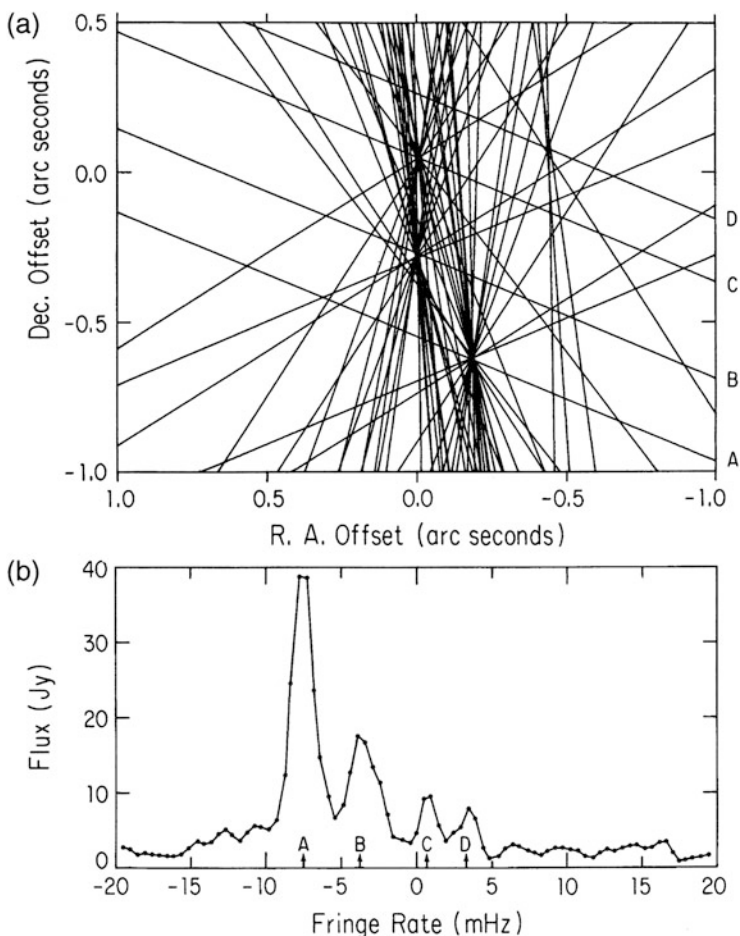 (a)
0.5
0.0
-0.5
-1.0
Dec. Offset (arc seconds)
D
C
B
A
1.0 0.5 0.0 -0.5 -1.0
R. A. Offset (arc seconds)
(b)
40
30
20
10
0
Flux (Jy)
A B C D
-20 -15 -10 -5 0 5 10 15 20
Fringe Rate (mHz)